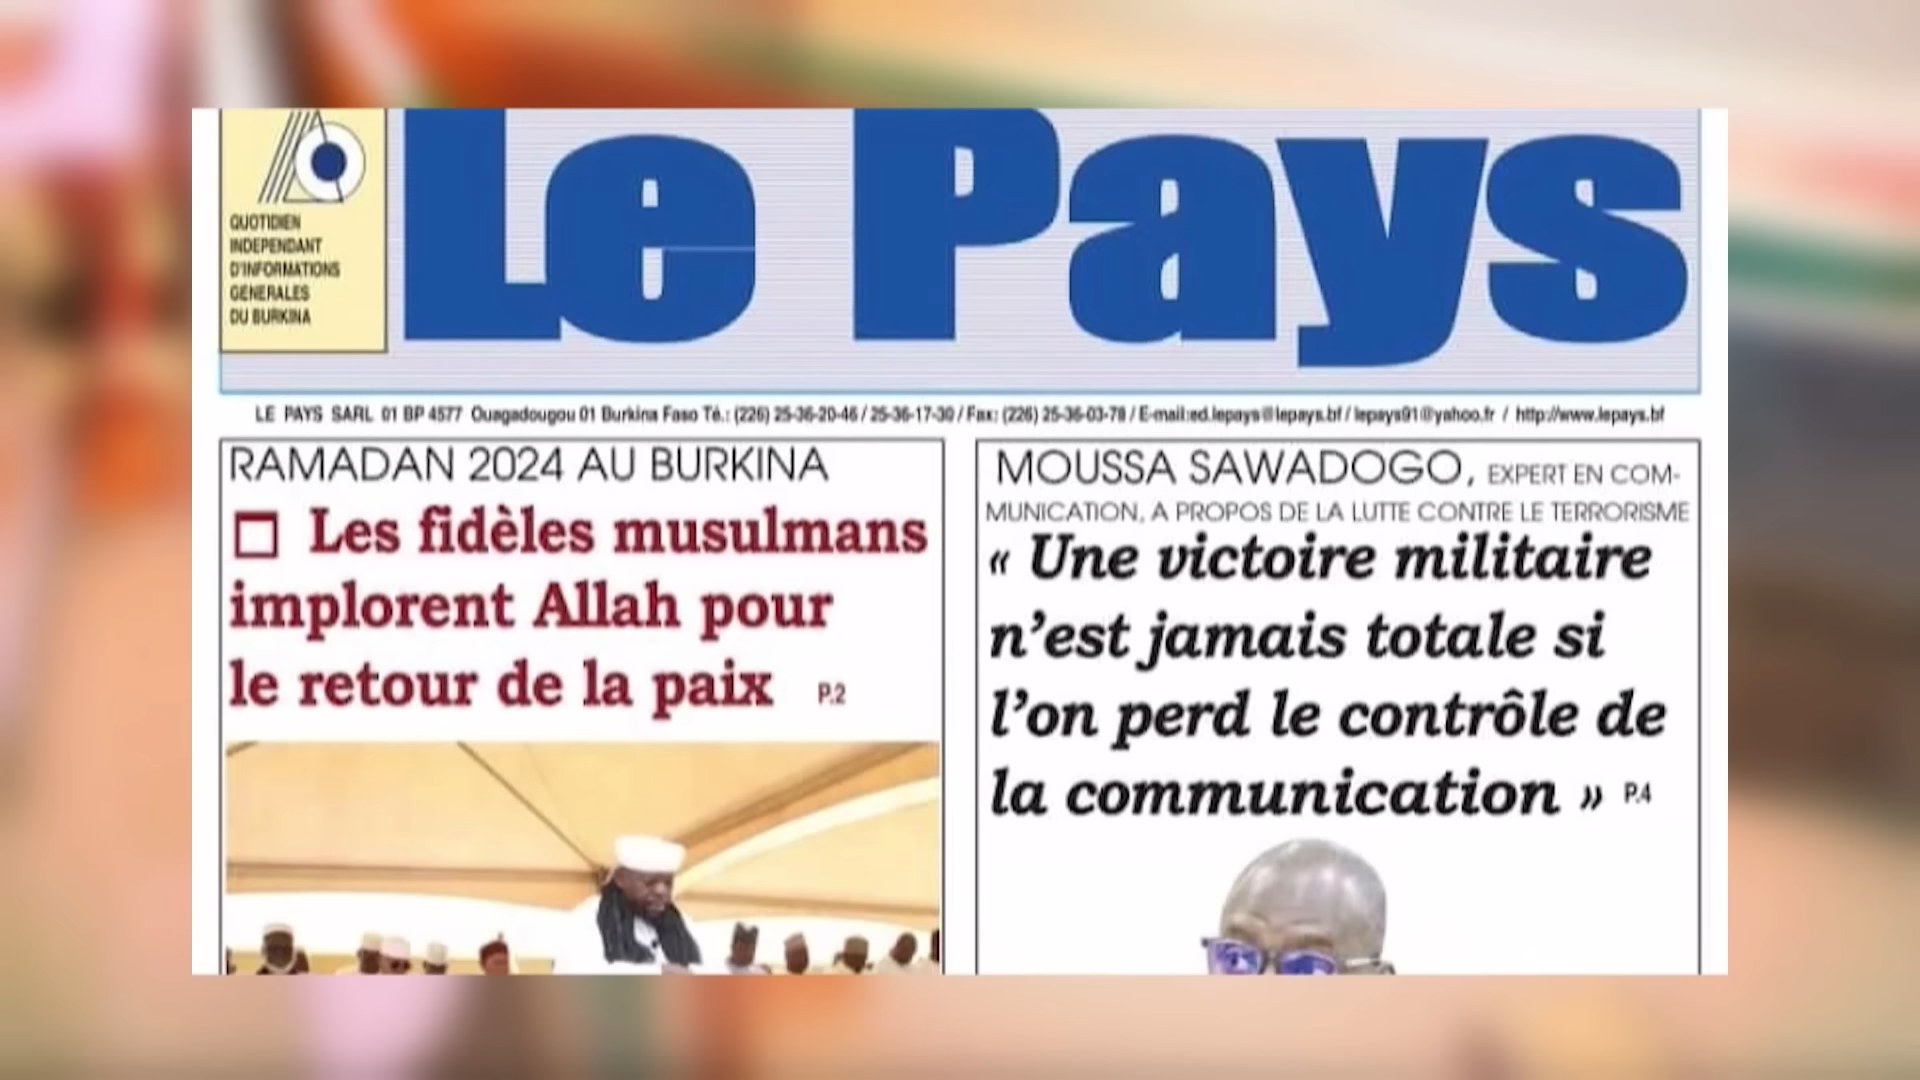 Le Pays
QUOTIDIEN
INDEPENDANT
D'INFORMATIONS
GENERALES
DU BURKINA
LE PAYS SARL 01 BP 4577 Ouagadougou 01 Burkina Faso Té.: (226) 25-36-20-46 / 25-36-17-30 / Fax: (226) 25-36-03-78 / E-mail:ed.lepays@lepays.bf / lepays91@yahoo.fr / http://www.lepays.bf
RAMADAN 2024 AU BURKINA
Les fidèles musulmans
implorent Allah pour
le retour de la paix P.2
MOUSSA SAWADOGO, EXPERT EN COM-
MUNICATION, A PROPOS DE LA LUTTE CONTRE LE TERRORISME
« Une victoire militaire
n'est jamais totale si
l'on perd le contrôle de
la communication » P.4